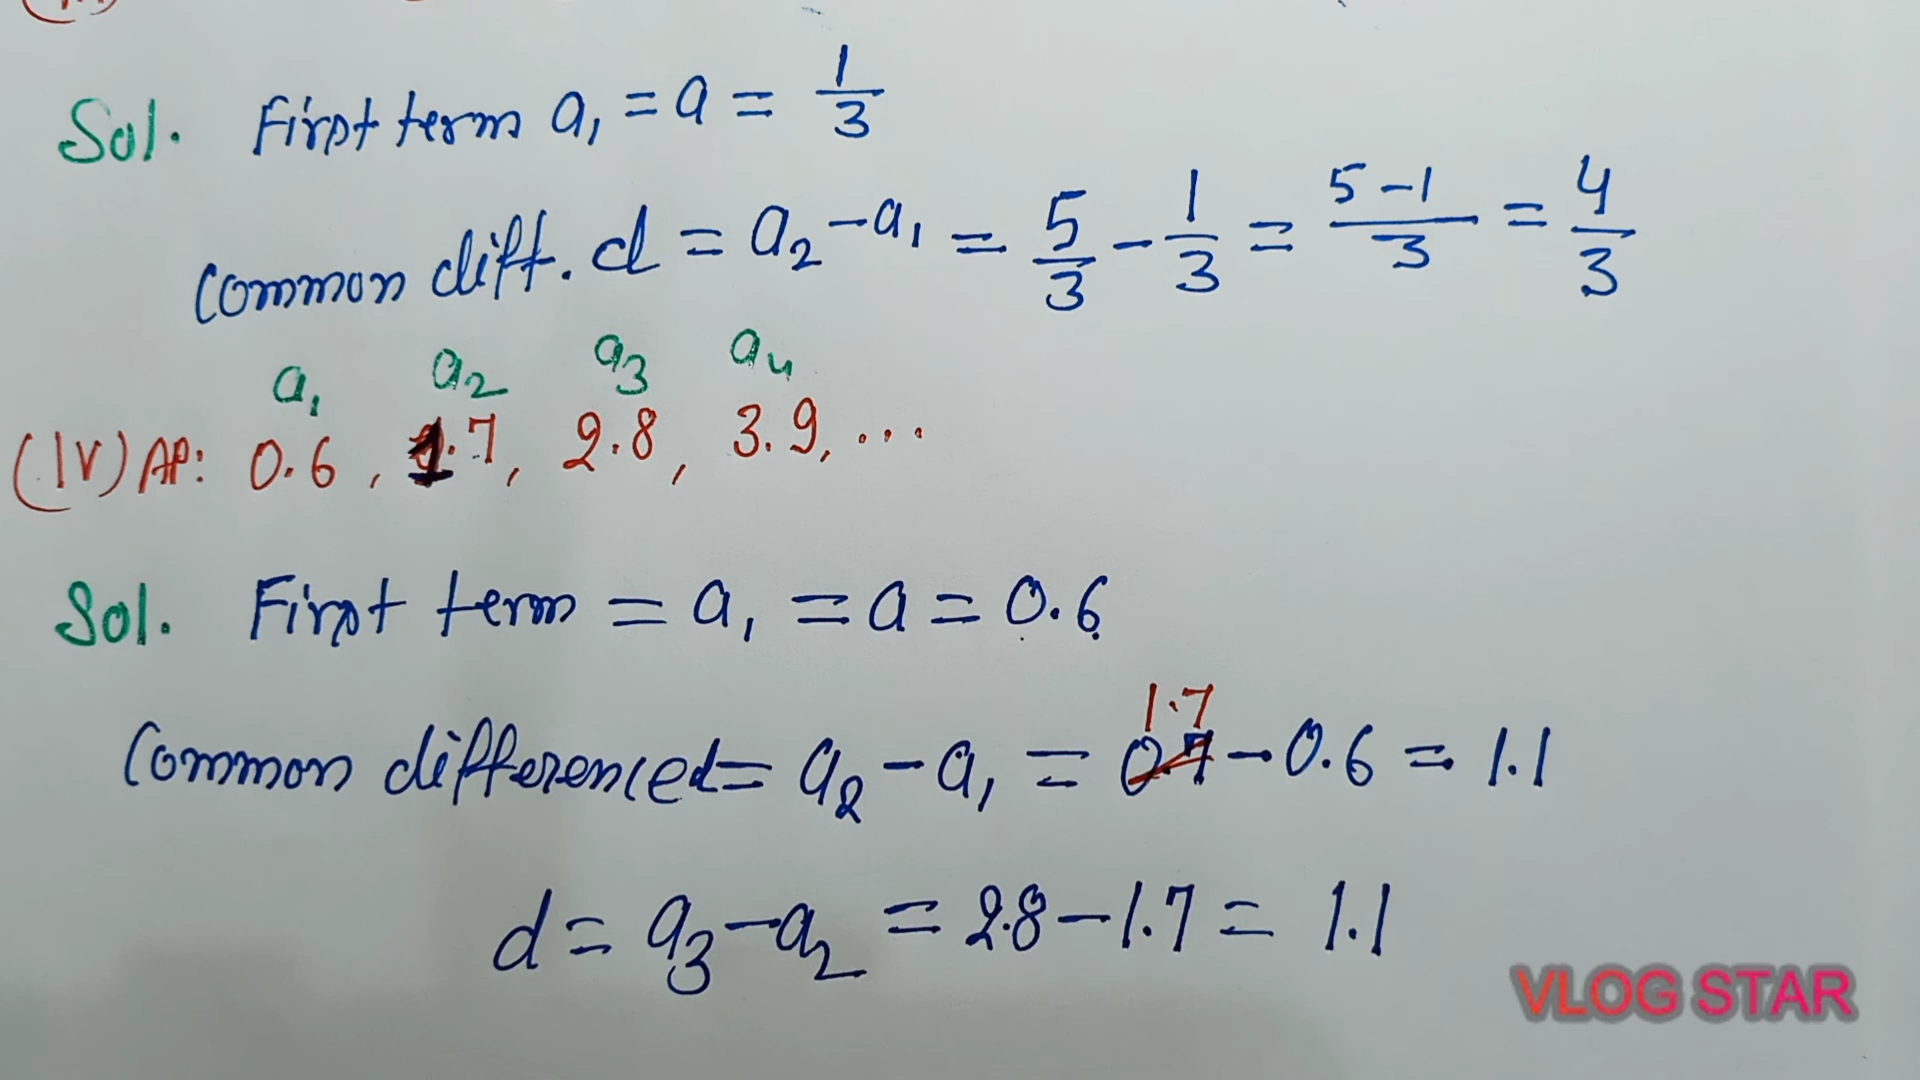 Sol. First term a₁ = a = 1/3
Common diff. d = a₂ - a₁ = 5/3 - 1/3 = (5-1)/3 = 4/3
a₁ a₂ a₃ a₄
(IV) AP: 0.6, 1.7, 2.8, 3.9, ...
Sol. First term = a₁ = a = 0.6
1.7
Common difference d = a₂ - a₁ = 0.7 - 0.6 = 1.1
d = a₃ - a₂ = 2.8 - 1.7 = 1.1
VLOG STAR